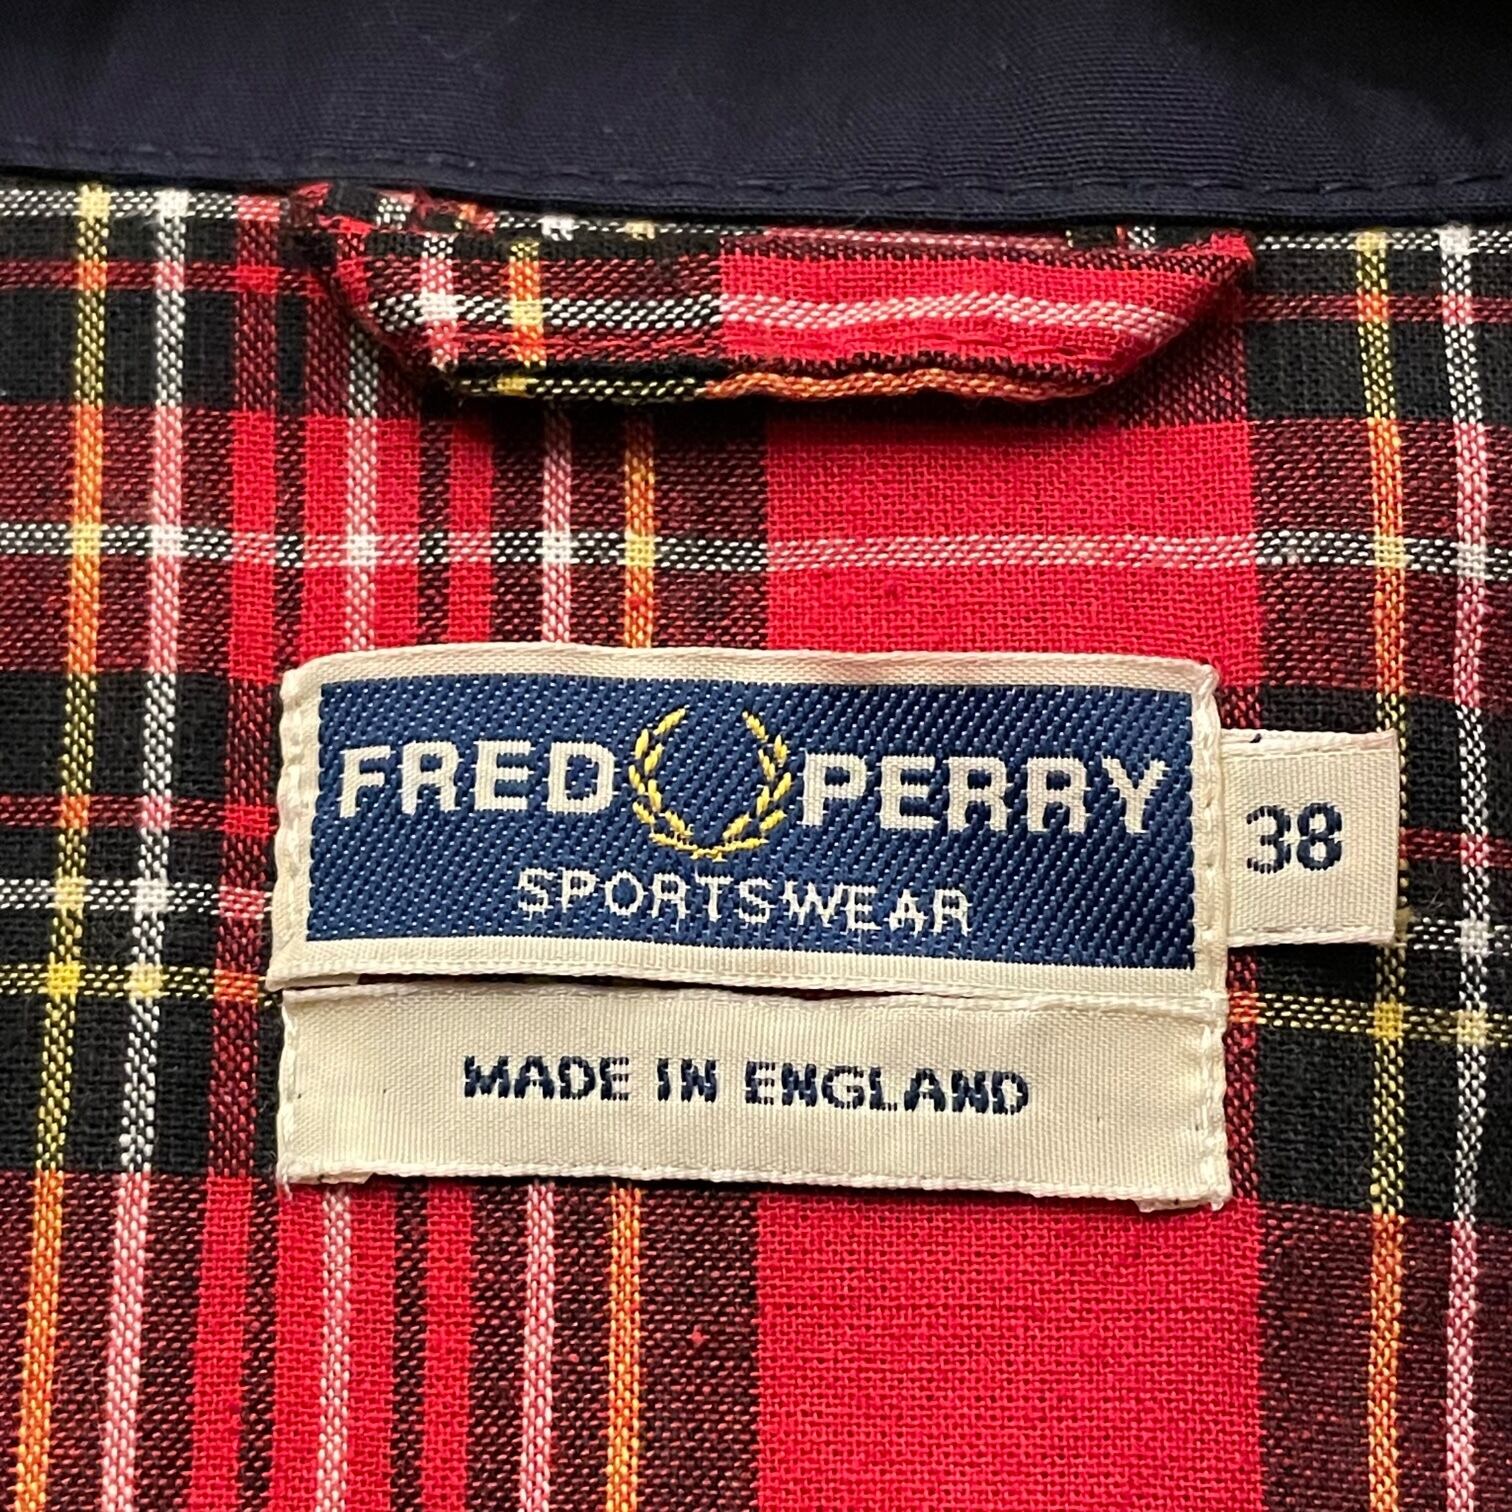 FRED PERRY
SPORTSWEAR
38
MADE IN ENGLAND